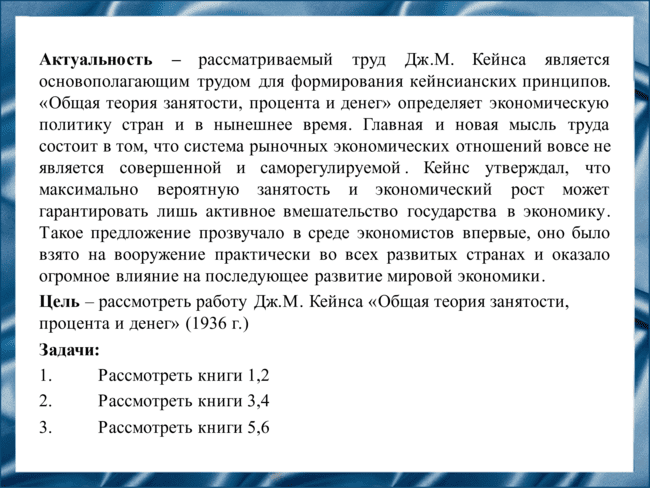 Актуальность – рассматриваемый труд Дж.М. Кейнса является
основополагающим трудом для формирования кейнсианских принципов.
«Общая теория занятости, процента и денег» определяет экономическую
политику стран и в нынешнее время. Главная и новая мысль труда
состоит в том, что система рыночных экономических отношений вовсе не
является совершенной и саморегулируемой . Кейнс утверждал, что
максимально вероятную занятость и экономический рост может
гарантировать лишь активное вмешательство государства в экономику.
Такое предложение прозвучало в среде экономистов впервые, оно было
взято на вооружение практически во всех развитых странах и оказало
огромное влияние на последующее развитие мировой экономики.
Цель – рассмотреть работу Дж.М. Кейнса «Общая теория занятости,
процента и денег» (1936 г.)
Задачи:
1. Рассмотреть книги 1,2
2. Рассмотреть книги 3,4
3. Рассмотреть книги 5,6